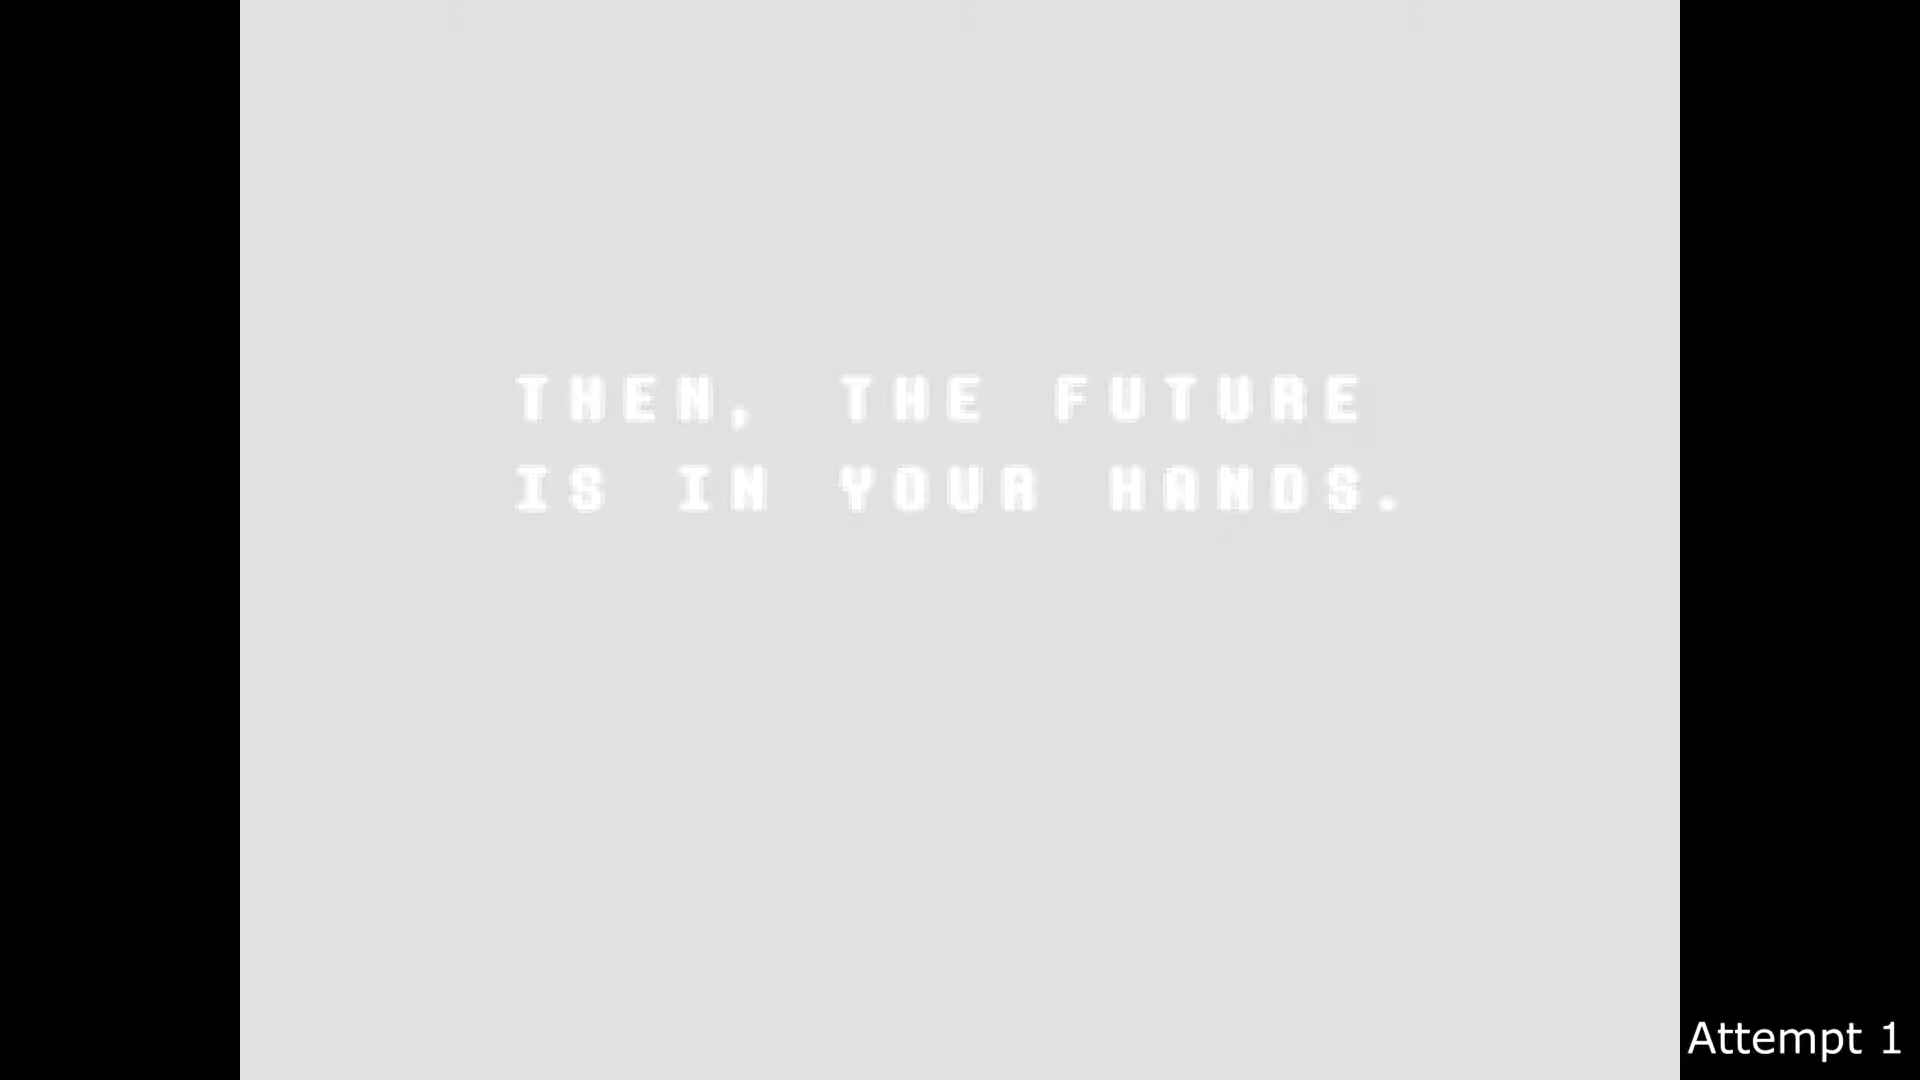 THEN, THE FUTURE
IS IN YOUR HANDS.
Attempt 1